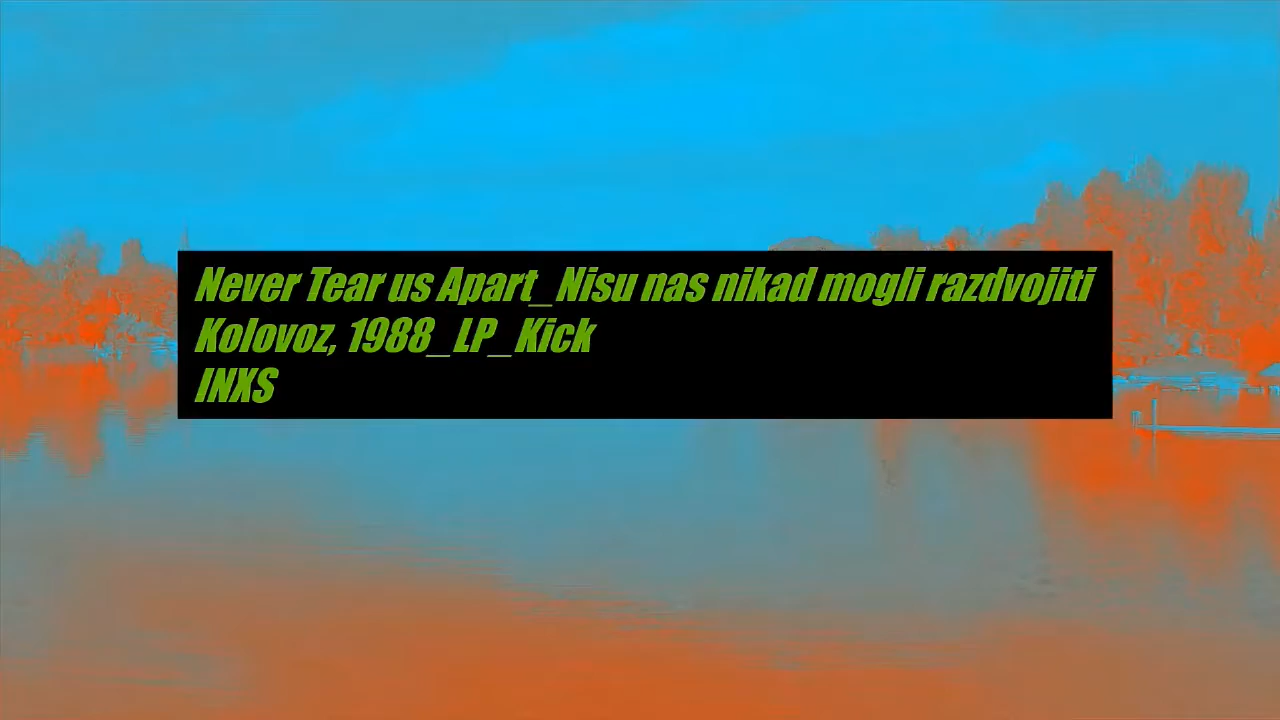 Never Tear us Apart_Nisu nas nikad mogli razdvojiti
Kolovoz, 1988_LP_Kick
INXS